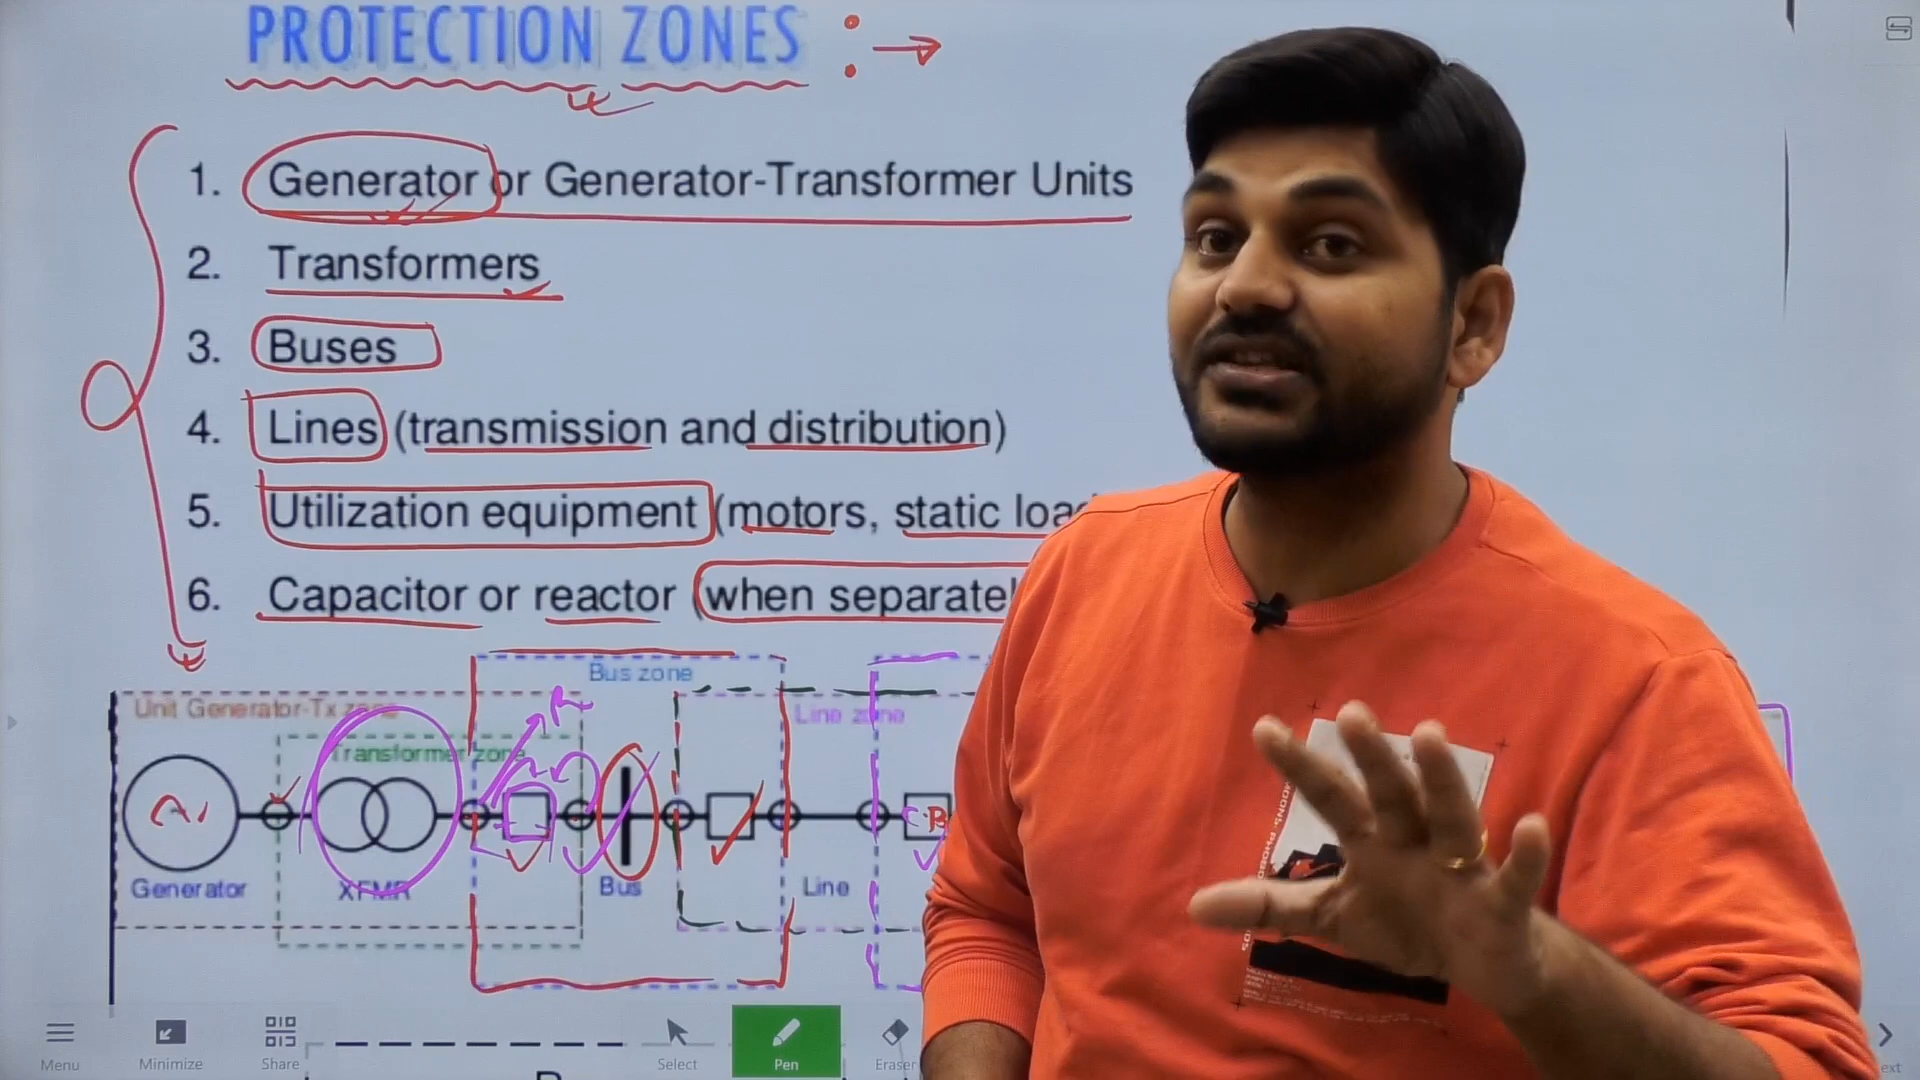 PROTECTION ZONES : →
1. Generator or Generator-Transformer Units
2. Transformers
3. Buses
4. Lines (transmission and distribution)
5. Utilization equipment (motors, static loa
6. Capacitor or reactor (when separatel
Bus zone
Unit Generator-Tx zone
Line zone
Transformer zone
Generator
XFMR
Bus
Line
Menu
Minimize
Share
Select
Pen
Eraser
ext